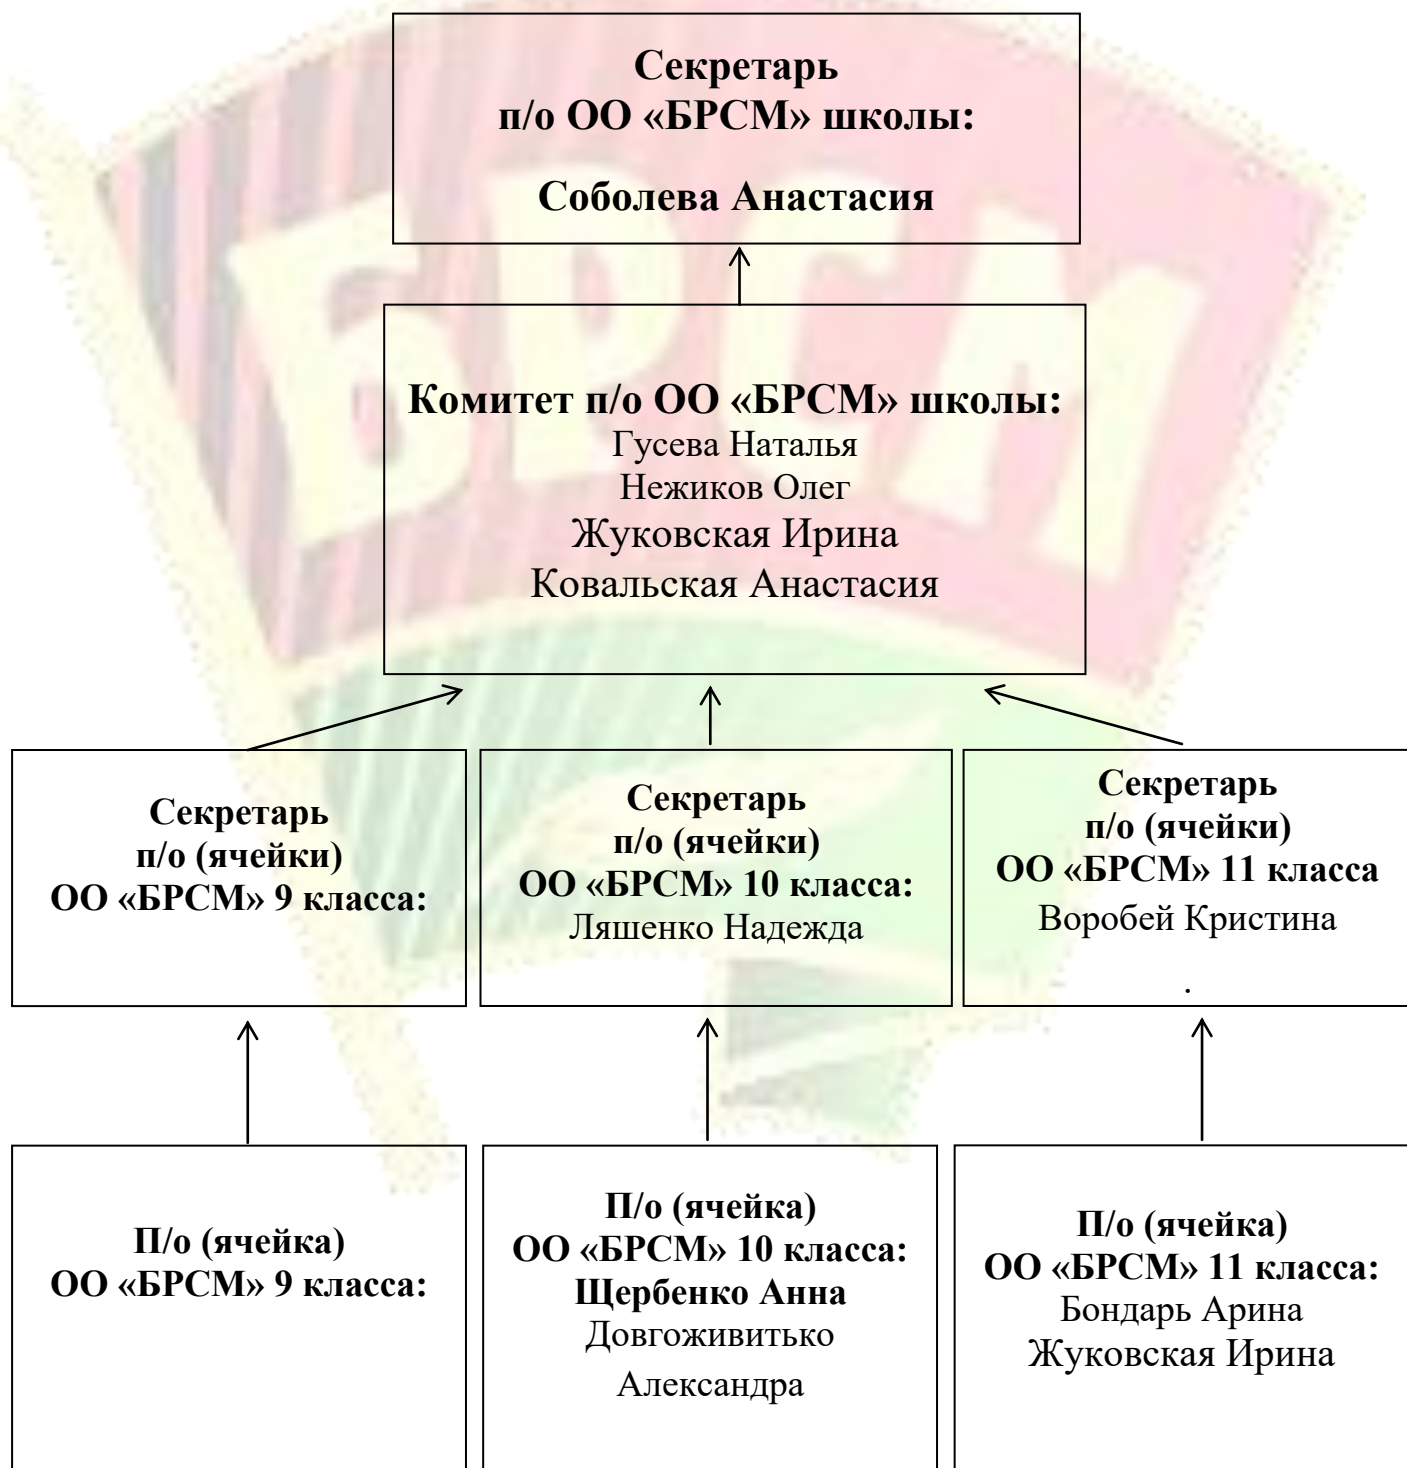 БРСМ
Секретарь
п/о ОО «БРСМ» школы:
Соболева Анастасия
Комитет п/о ОО «БРСМ» школы:
Гусева Наталья
Нежиков Олег
Жуковская Ирина
Ковальская Анастасия
Секретарь
п/о (ячейки)
ОО «БРСМ» 9 класса:
Секретарь
п/о (ячейки)
ОО «БРСМ» 10 класса:
Ляшенко Надежда
Секретарь
п/о (ячейки)
ОО «БРСМ» 11 класса
Воробей Кристина
.
П/о (ячейка)
ОО «БРСМ» 9 класса:
П/о (ячейка)
ОО «БРСМ» 10 класса:
Щербенко Анна
Довгоживитько
Александра
П/о (ячейка)
ОО «БРСМ» 11 класса:
Бондарь Арина
Жуковская Ирина